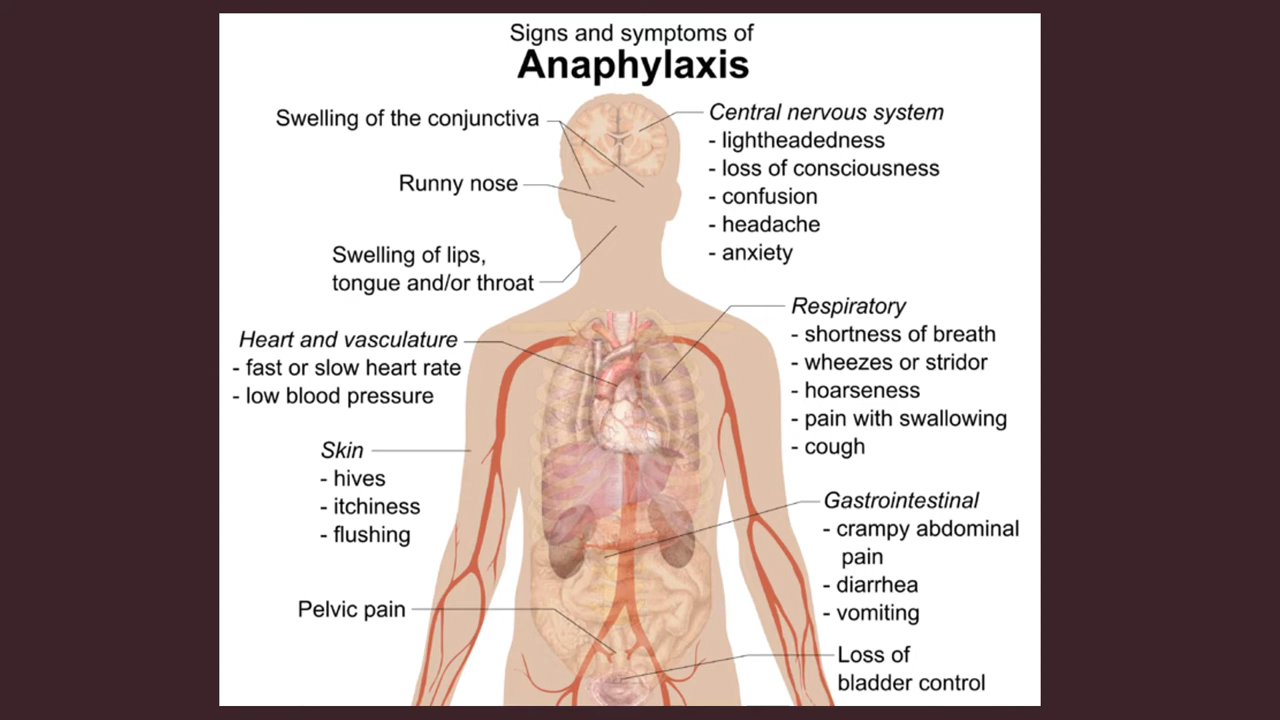 Signs and symptoms of
Anaphylaxis
Swelling of the conjunctiva
Runny nose
Swelling of lips,
tongue and/or throat
Heart and vasculature
- fast or slow heart rate
- low blood pressure
Skin
- hives
- itchiness
- flushing
Pelvic pain
Central nervous system
- lightheadedness
- loss of consciousness
- confusion
- headache
- anxiety
Respiratory
- shortness of breath
- wheezes or stridor
- hoarseness
- pain with swallowing
- cough
Gastrointestinal
- crampy abdominal
pain
- diarrhea
- vomiting
Loss of
bladder control